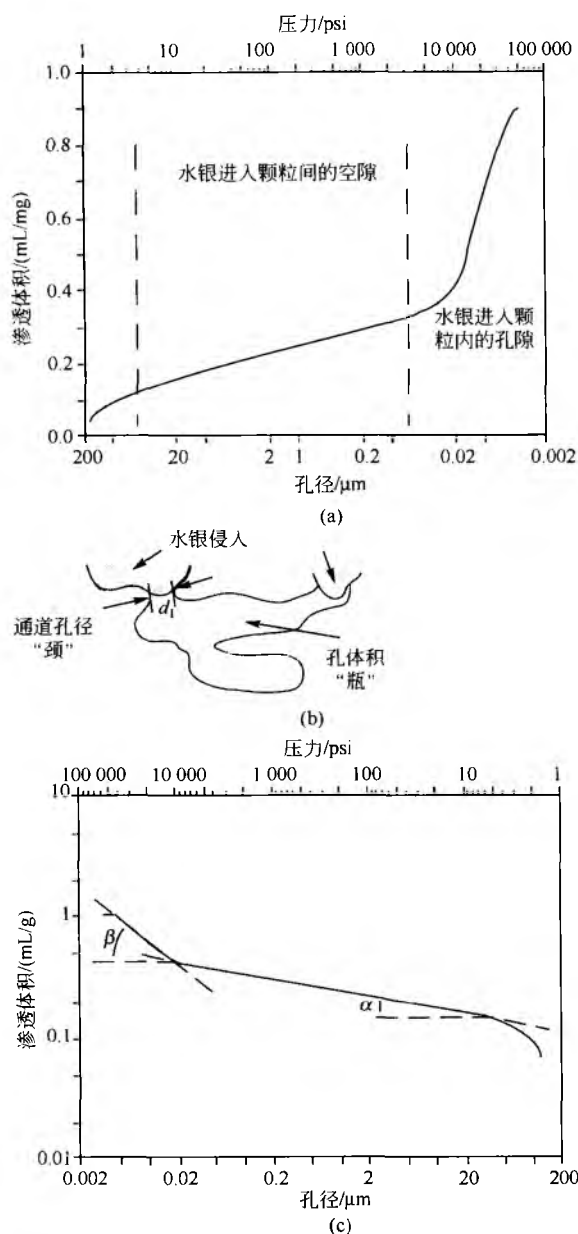 压力/psi
1 10 100 1 000 10 000 100 000
1.0
0.8
0.6
0.4
0.2
0.0
渗透体积/(mL/mg)
水银进入颗粒间的空隙
水银进入颗
粒内的孔隙
200 20 2 1 0.2 0.02 0.002
孔径/μm
(a)
水银侵入
通道孔径
“颈”
d₁
孔体积
“瓶”
(b)
压力/psi
100 000 10 000 1 000 100 10 1
10
1
0.1
0.01
渗透体积/(mL/g)
β
α
0.002 0.02 0.2 2 20 200
孔径/μm
(c)